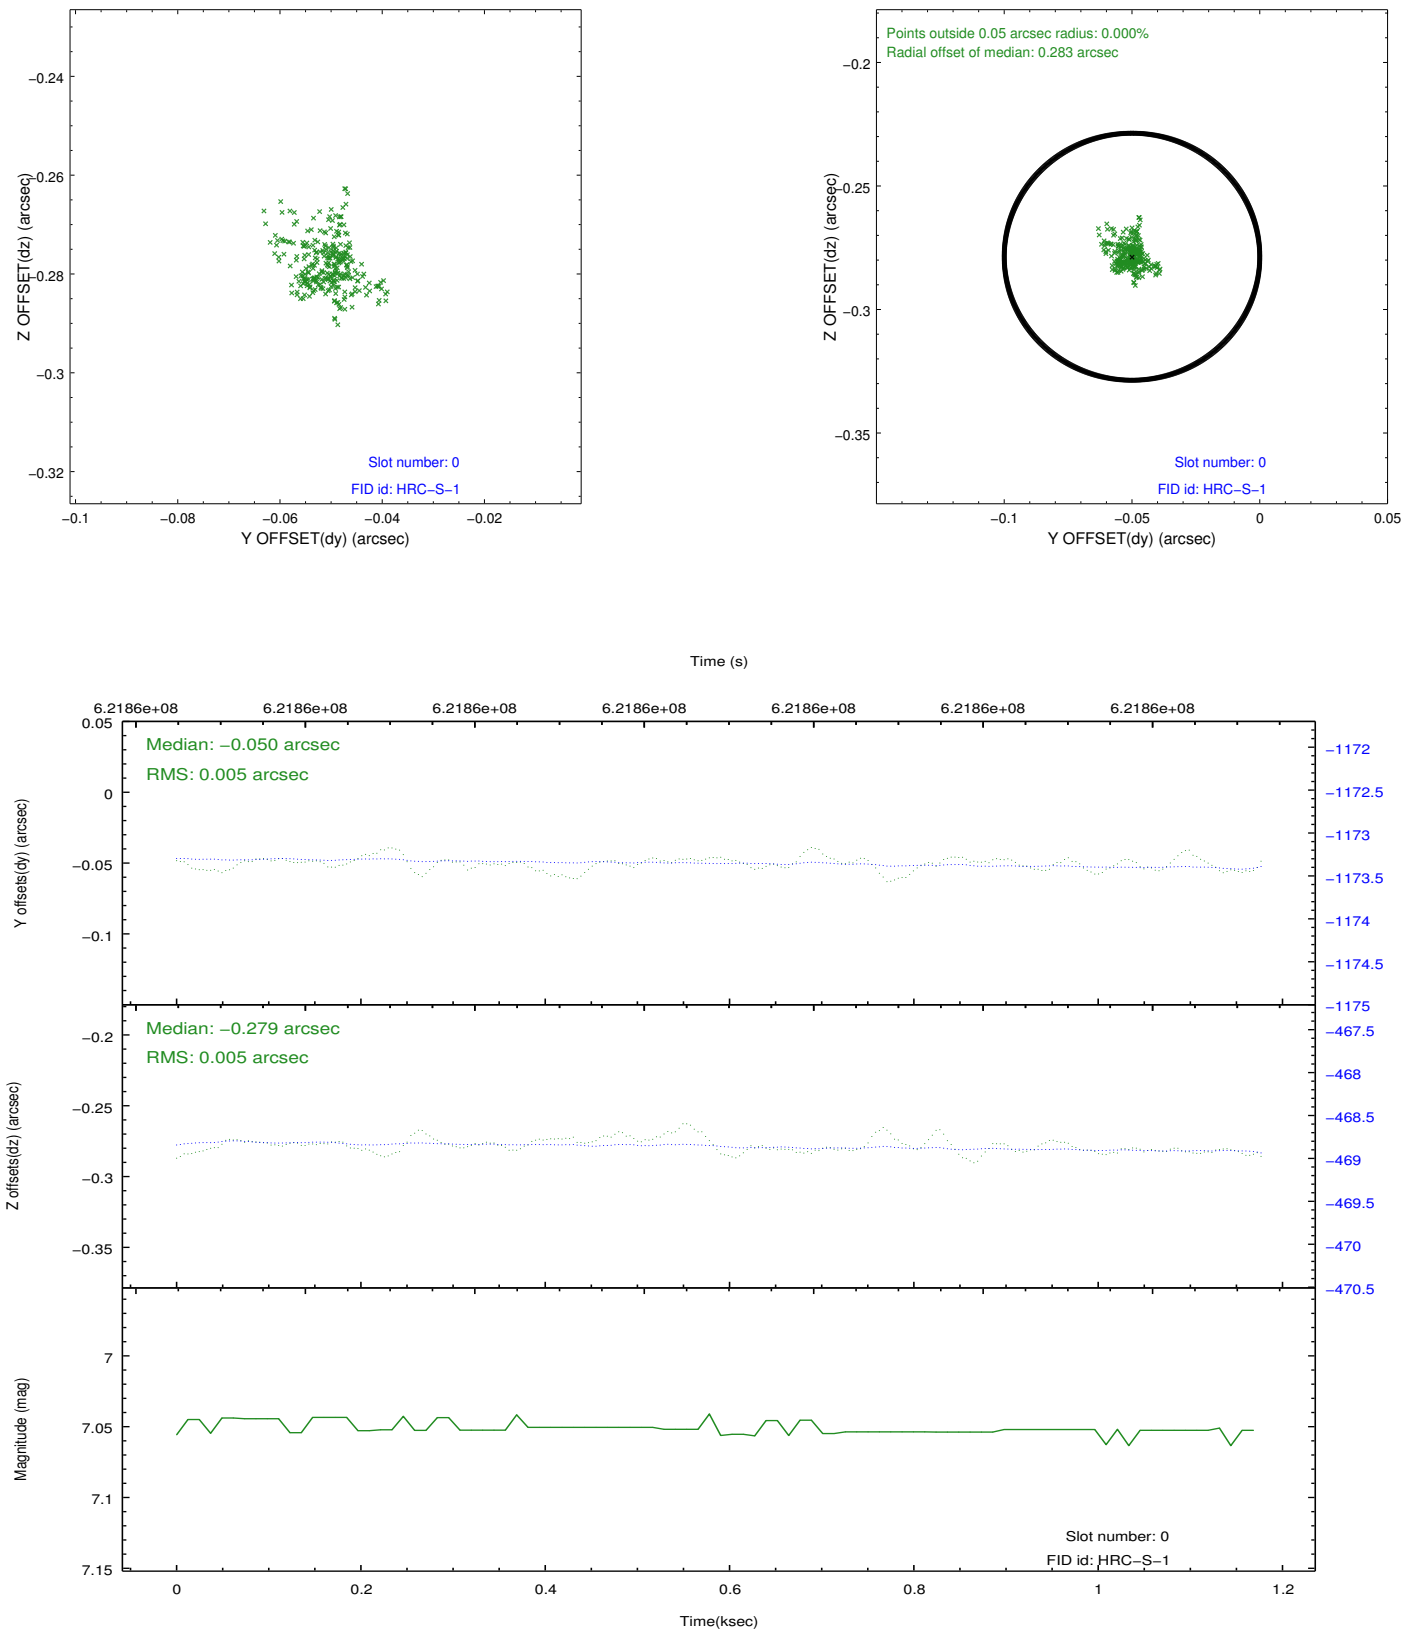 −0.24
−0.26
−0.28
−0.3
−0.32
Z OFFSET(dz) (arcsec)
Slot number: 0
FID id: HRC−S−1
−0.1
−0.08
−0.06
−0.04
−0.02
Y OFFSET(dy) (arcsec)
Points outside 0.05 arcsec radius: 0.000%
Radial offset of median: 0.283 arcsec
−0.2
−0.25
−0.3
−0.35
Z OFFSET(dz) (arcsec)
Slot number: 0
FID id: HRC−S−1
−0.1
−0.05
0
0.05
Y OFFSET(dy) (arcsec)
Time (s)
6.2186e+08
6.2186e+08
6.2186e+08
6.2186e+08
6.2186e+08
6.2186e+08
6.2186e+08
Median: −0.050 arcsec
RMS: 0.005 arcsec
0.05
0
−0.05
−0.1
Y offsets(dy) (arcsec)
−1172
−1172.5
−1173
−1173.5
−1174
−1174.5
−1175
Median: −0.279 arcsec
RMS: 0.005 arcsec
−0.2
−0.25
−0.3
−0.35
Z offsets(dz) (arcsec)
−467.5
−468
−468.5
−469
−469.5
−470
−470.5
7
7.05
7.1
7.15
Magnitude (mag)
Slot number: 0
FID id: HRC−S−1
0
0.2
0.4
0.6
0.8
1
1.2
Time(ksec)